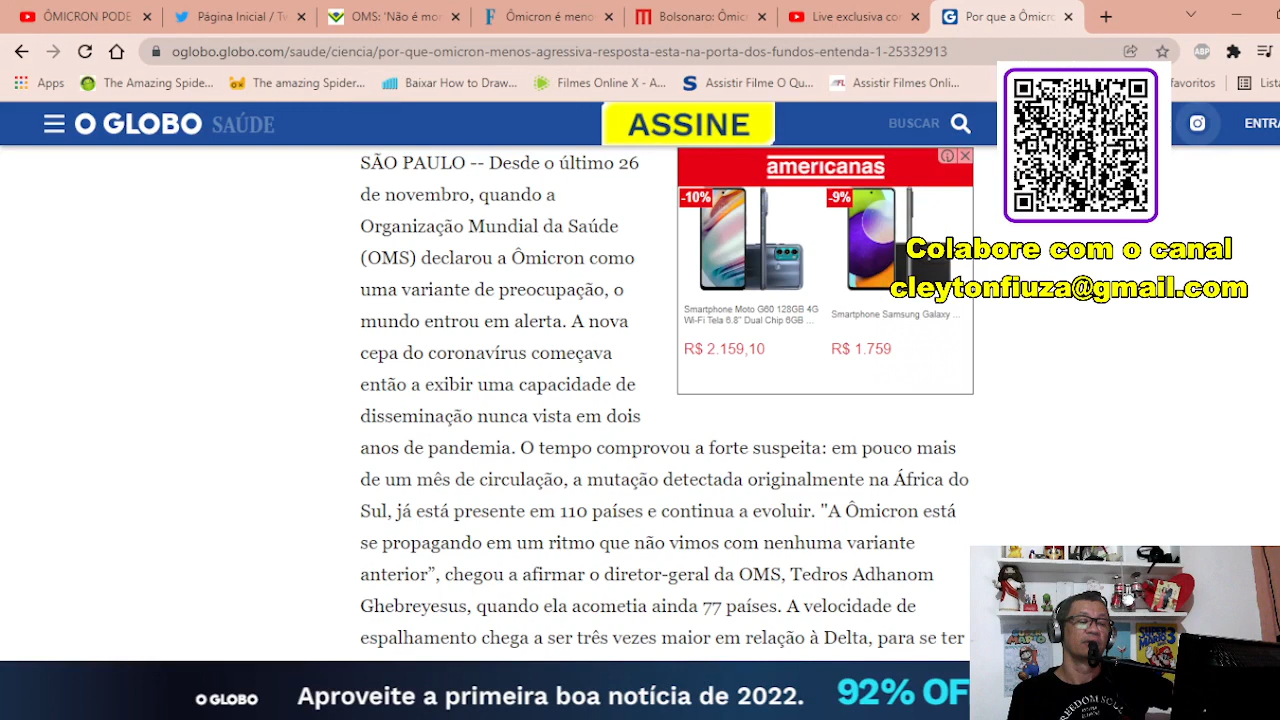 ÔMICRON PODE
Página Inicial / Tw
OMS: 'Não é mor
Ômicron é meno
Bolsonaro: Ômic
Live exclusiva con
Por que a Ômicr
oglobo.globo.com/saude/ciencia/por-que-omicron-menos-agressiva-resposta-esta-na-porta-dos-fundos-entenda-1-25332913
ABP
Apps
The Amazing Spide...
The amazing Spider...
Baixar How to Draw...
Filmes Online X - A...
Assistir Filme O Qu...
Assistir Filmes Onli...
favoritos
Lista
O GLOBO SAÚDE
ASSINE
BUSCAR
ENTRA
SÃO PAULO -- Desde o último 26
de novembro, quando a
Organização Mundial da Saúde
(OMS) declarou a Ômicron como
uma variante de preocupação, o
mundo entrou em alerta. A nova
cepa do coronavírus começava
então a exibir uma capacidade de
disseminação nunca vista em dois
anos de pandemia. O tempo comprovou a forte suspeita: em pouco mais
de um mês de circulação, a mutação detectada originalmente na África do
Sul, já está presente em 110 países e continua a evoluir. "A Ômicron está
se propagando em um ritmo que não vimos com nenhuma variante
anterior”, chegou a afirmar o diretor-geral da OMS, Tedros Adhanom
Ghebreyesus, quando ela acometia ainda 77 países. A velocidade de
espalhamento chega a ser três vezes maior em relação à Delta, para se ter
americanas
-10%
-9%
Smartphone Moto G60 128GB 4G
Wi-Fi Tela 6.8" Dual Chip 6GB ...
Smartphone Samsung Galaxy ...
R$ 2.159,10
R$ 1.759
Colabore com o canal
cleytonfiuza@gmail.com
O GLOBO
Aproveite a primeira boa notícia de 2022.
92% OF
SUPER MARIO 3
FREEDOM SOUL